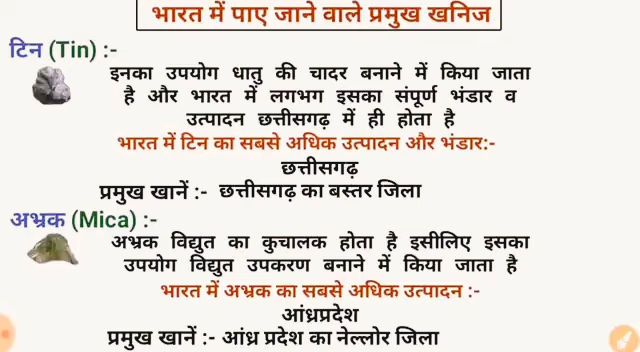 भारत में पाए जाने वाले प्रमुख खनिज
टिन (Tin) :-
इनका उपयोग धातु की चादर बनाने में किया जाता
है और भारत में लगभग इसका संपूर्ण भंडार व
उत्पादन छत्तीसगढ़ में ही होता है
भारत में टिन का सबसे अधिक उत्पादन और भंडार:-
छत्तीसगढ़
प्रमुख खानें :- छत्तीसगढ़ का बस्तर जिला
अभ्रक (Mica) :-
अभ्रक विद्युत का कुचालक होता है इसीलिए इसका
उपयोग विद्युत उपकरण बनाने में किया जाता है
भारत में अभ्रक का सबसे अधिक उत्पादन :-
आंध्रप्रदेश
प्रमुख खानें :- आंध्र प्रदेश का नेल्लोर जिला